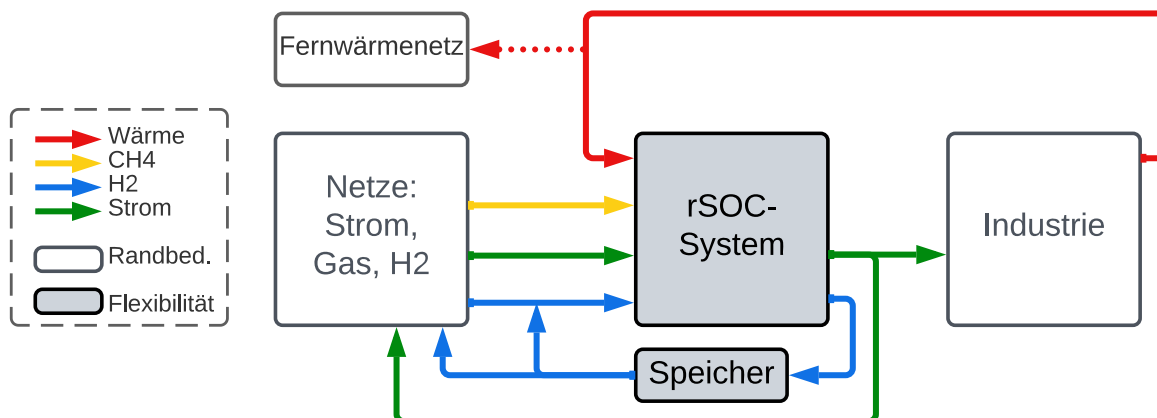 Fernwärmenetz
Wärme
CH4
H2
Strom
Randbed.
Flexibilität
Netze:
Strom,
Gas, H2
rSOC-
System
Industrie
Speicher